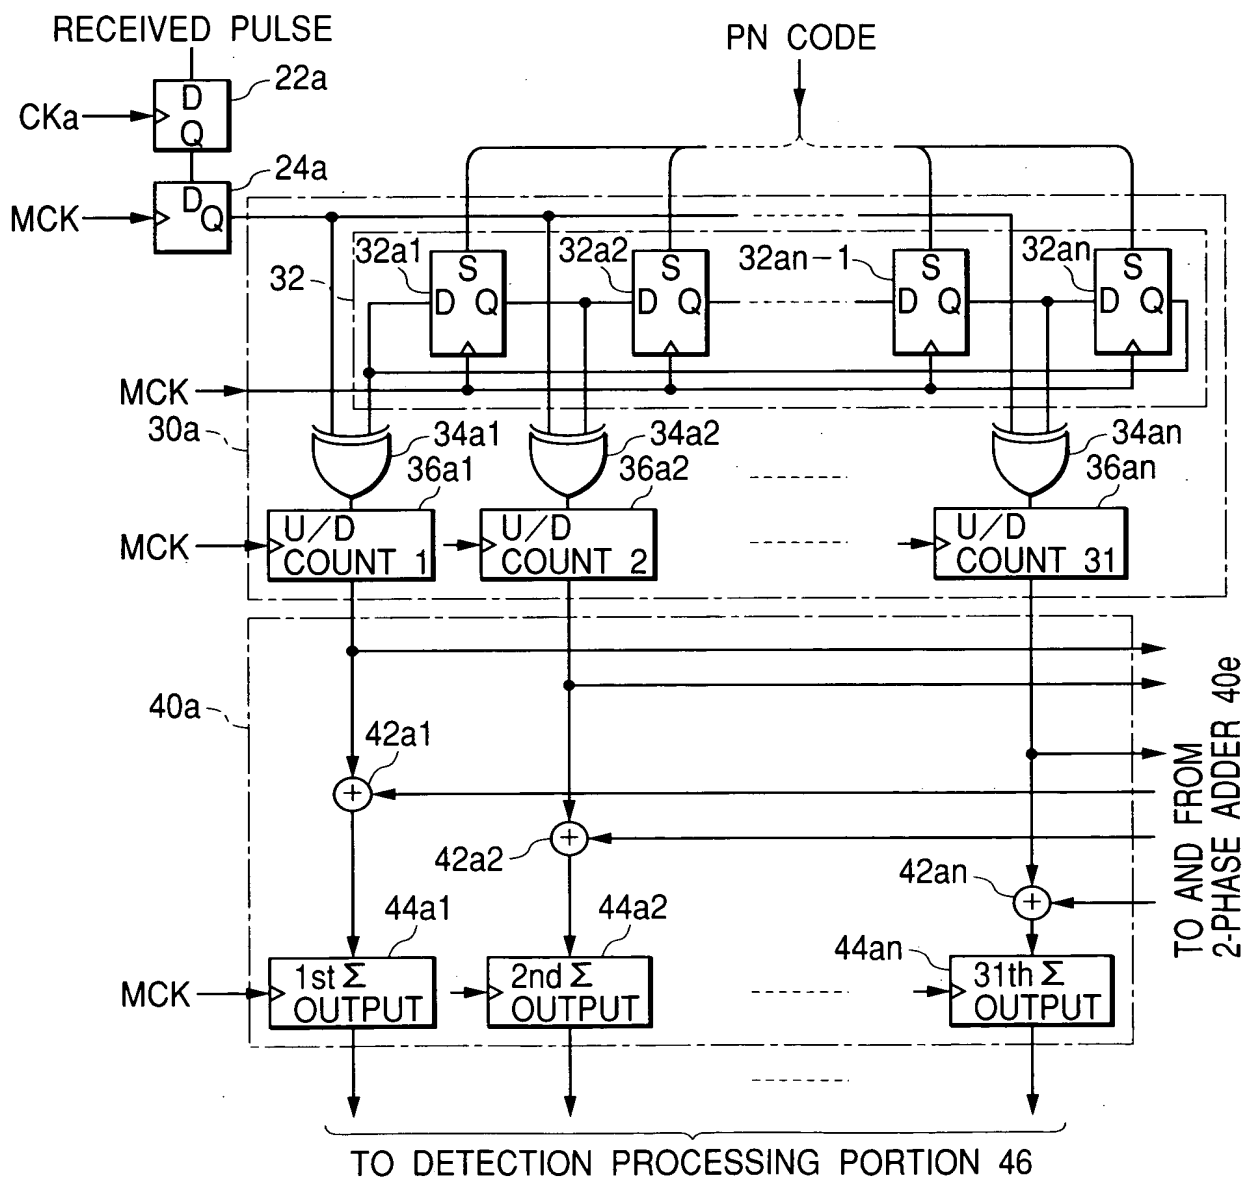 RECEIVED PULSE
PN CODE
22a
D
CKa
Q
24a
D
MCK
Q
32a1
32a2
32an-1
32an
32
S
S
S
S
D Q
D Q
D Q
D Q
MCK
30a
34a1
34a2
34an
36a1
36a2
36an
MCK
U/D
COUNT 1
U/D
COUNT 2
U/D
COUNT 31
40a
42a1
+
42a2
+
42an
+
TO AND FROM
2-PHASE ADDER 40e
44a1
44a2
44an
MCK
1st Σ
OUTPUT
2nd Σ
OUTPUT
31th Σ
OUTPUT
TO DETECTION PROCESSING PORTION 46